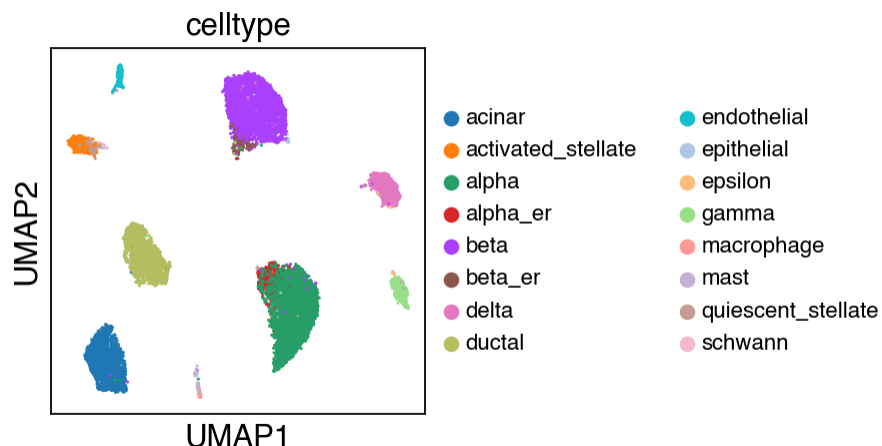 celltype
UMAP2
UMAP1
acinar
activated_stellate
alpha
alpha_er
beta
beta_er
delta
ductal
endothelial
epithelial
epsilon
gamma
macrophage
mast
quiescent_stellate
schwann